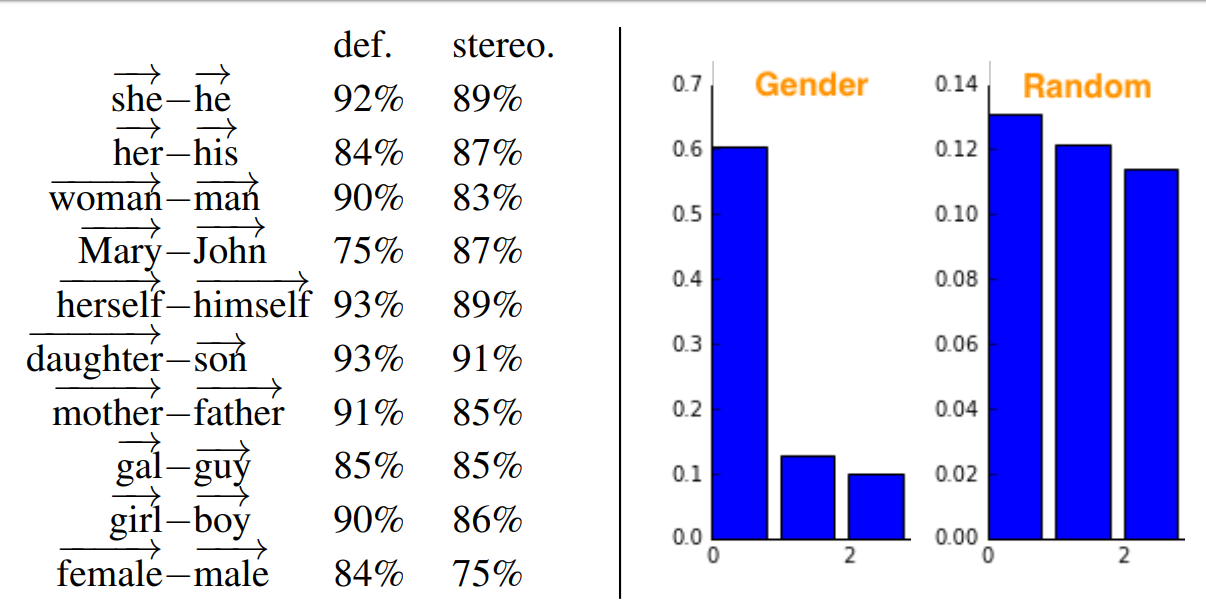 def. stereo.
she−he 92% 89%
her−his 84% 87%
woman−man 90% 83%
Mary−John 75% 87%
herself−himself 93% 89%
daughter−son 93% 91%
mother−father 91% 85%
gal−guy 85% 85%
girl−boy 90% 86%
female−male 84% 75%
Gender
0.7
0.6
0.5
0.4
0.3
0.2
0.1
0.0
0 2
Random
0.14
0.12
0.10
0.08
0.06
0.04
0.02
0.00
0 2